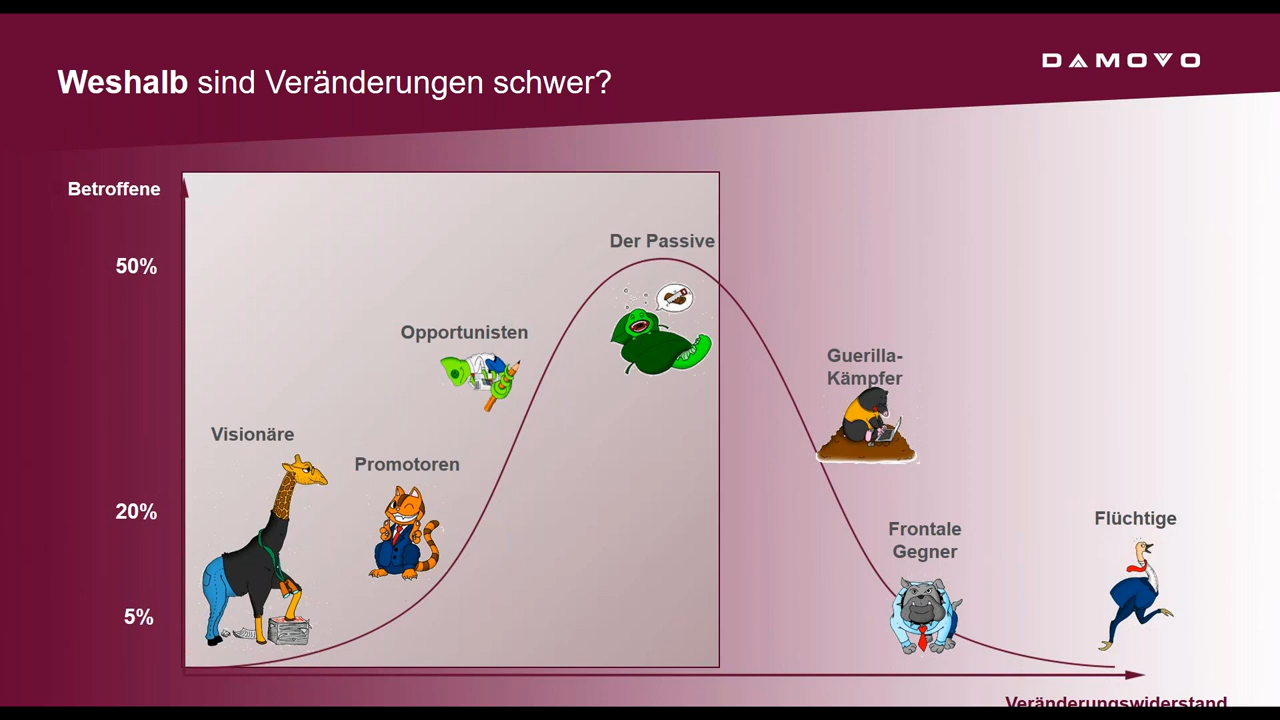 Weshalb sind Veränderungen schwer?
DAMOVO
Betroffene
50%
20%
5%
Visionäre
Promotoren
Opportunisten
Der Passive
Guerilla-
Kämpfer
Frontale
Gegner
Flüchtige
Veränderungswiderstand